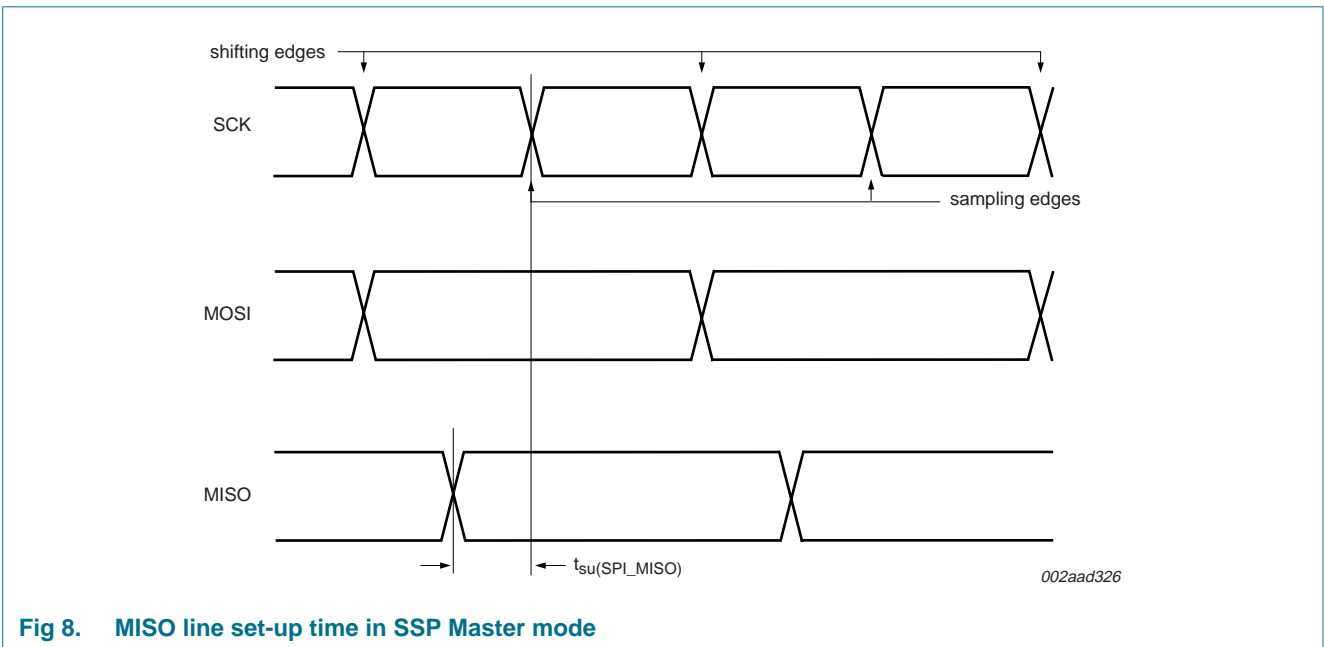 shifting edges
SCK
sampling edges
MOSI
MISO
tsu(SPI_MISO)
002aad326
Fig 8. MISO line set-up time in SSP Master mode